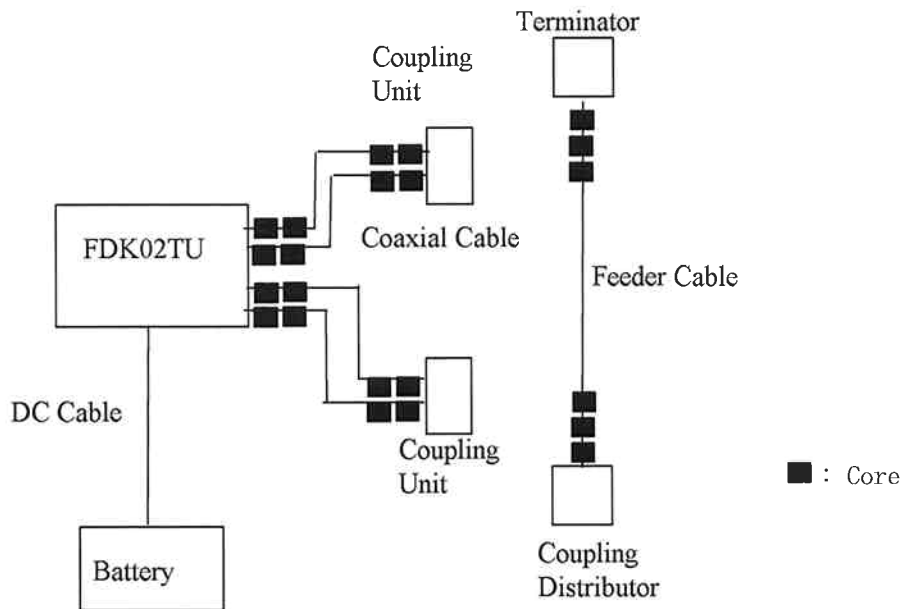 Terminator
Coupling
Unit
FDK02TU
Coaxial Cable
Feeder Cable
DC Cable
Coupling
Unit
■ : Core
Battery
Coupling
Distributor